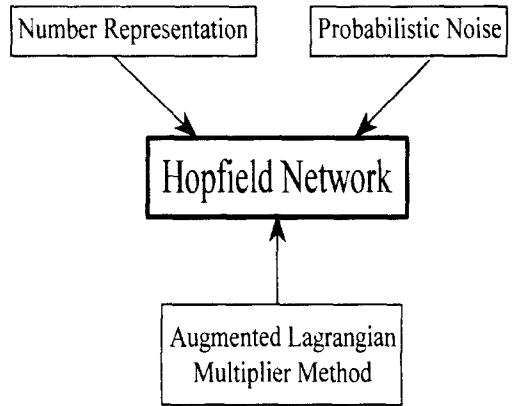 Number Representation
Probabilistic Noise
Hopfield Network
Augmented Lagrangian
Multiplier Method